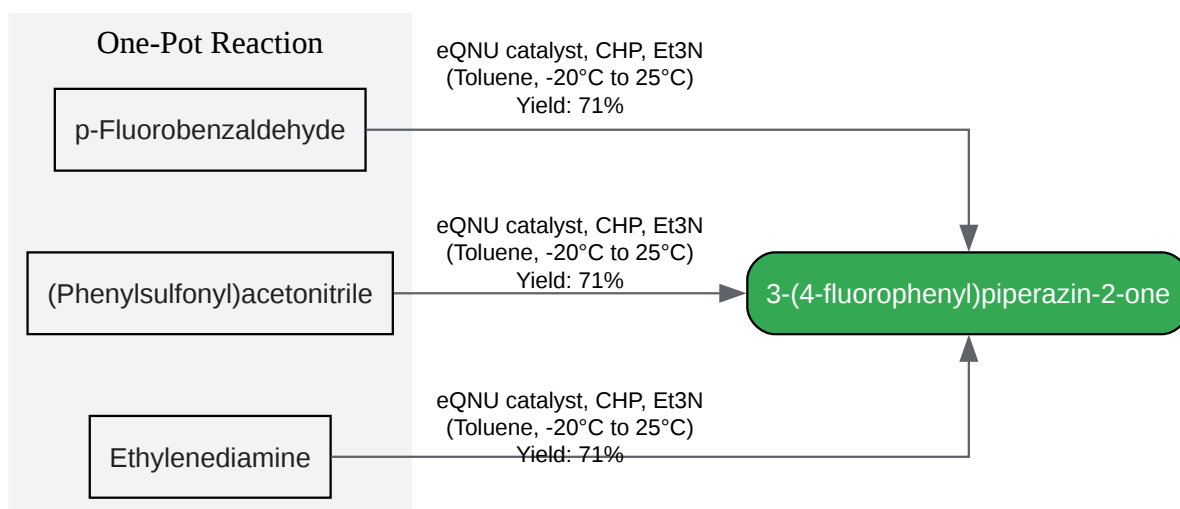 One-Pot Reaction
eQNU catalyst, CHP, Et3N
(Toluene, -20°C to 25°C)
Yield: 71%
p-Fluorobenzaldehyde
eQNU catalyst, CHP, Et3N
(Toluene, -20°C to 25°C)
Yield: 71%
(Phenylsulfonyl)acetonitrile
3-(4-fluorophenyl)piperazin-2-one
eQNU catalyst, CHP, Et3N
(Toluene, -20°C to 25°C)
Yield: 71%
Ethylenediamine